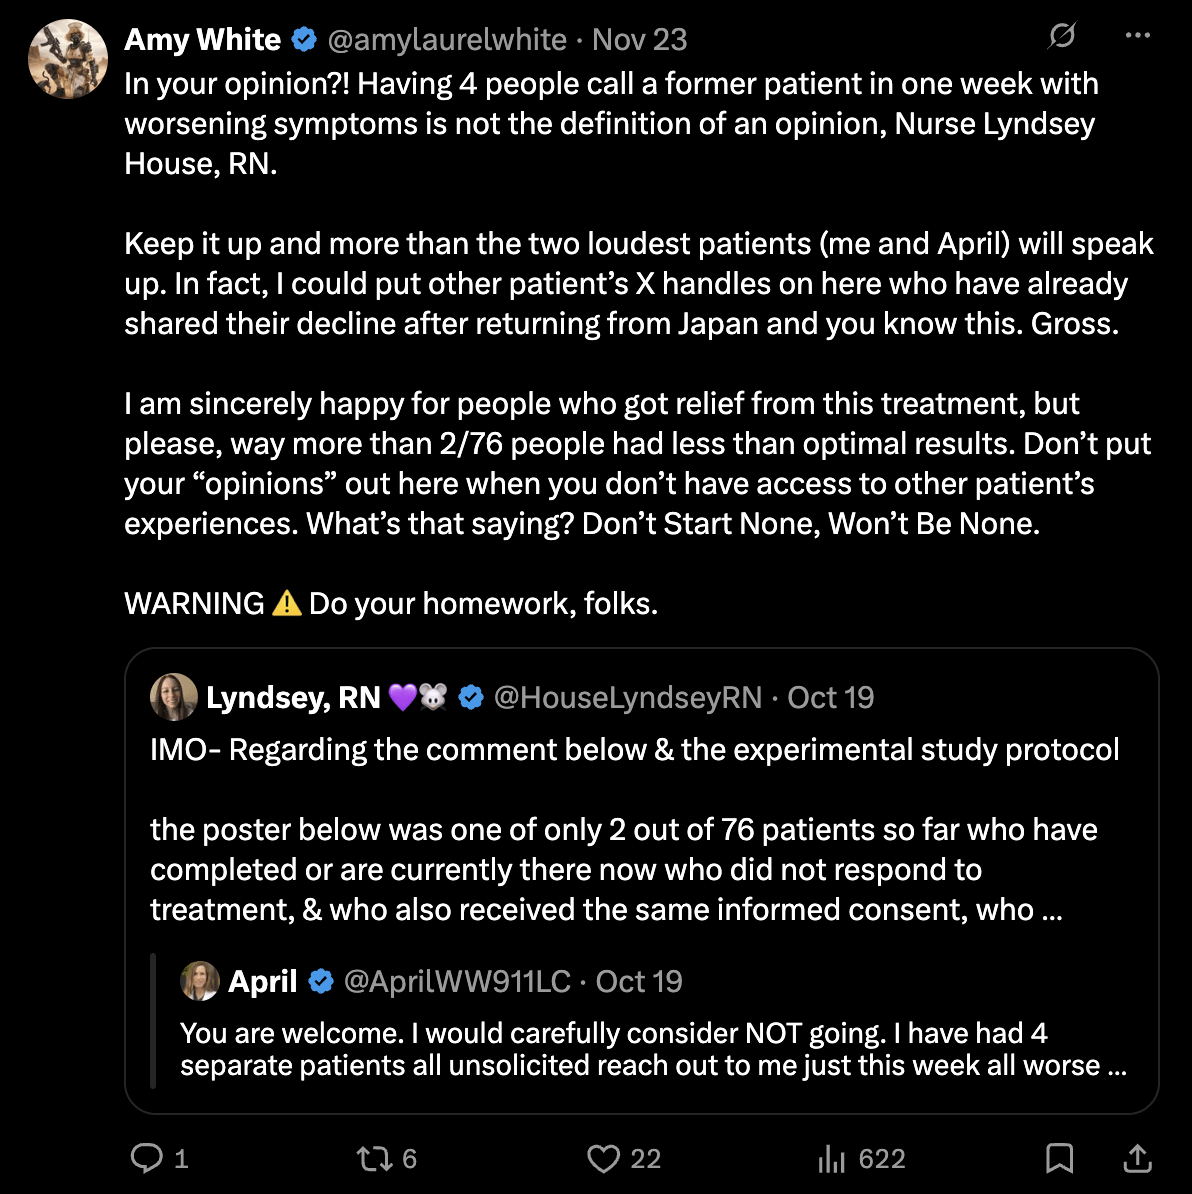 Amy White @amylaurelwhite · Nov 23
In your opinion?! Having 4 people call a former patient in one week with
worsening symptoms is not the definition of an opinion, Nurse Lyndsey
House, RN.
Keep it up and more than the two loudest patients (me and April) will speak
up. In fact, I could put other patient’s X handles on here who have already
shared their decline after returning from Japan and you know this. Gross.
I am sincerely happy for people who got relief from this treatment, but
please, way more than 2/76 people had less than optimal results. Don’t put
your “opinions” out here when you don’t have access to other patient’s
experiences. What’s that saying? Don’t Start None, Won’t Be None.
WARNING ⚠️ Do your homework, folks.
Lyndsey, RN 💜🐭 @HouseLyndseyRN · Oct 19
IMO- Regarding the comment below & the experimental study protocol
the poster below was one of only 2 out of 76 patients so far who have
completed or are currently there now who did not respond to
treatment, & who also received the same informed consent, who ...
April @AprilWW911LC · Oct 19
You are welcome. I would carefully consider NOT going. I have had 4
separate patients all unsolicited reach out to me just this week all worse ...
1 6 22 622